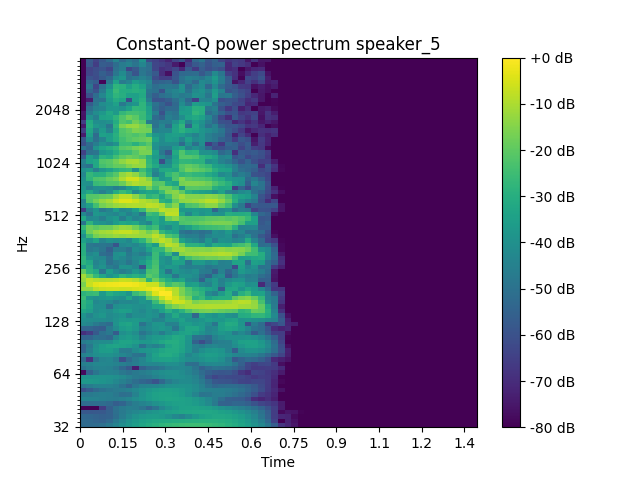 Constant-Q power spectrum speaker_5
Hz
2048
1024
512
256
128
64
32
0 0.15 0.3 0.45 0.6 0.75 0.9 1.1 1.2 1.4
Time
+0 dB
-10 dB
-20 dB
-30 dB
-40 dB
-50 dB
-60 dB
-70 dB
-80 dB